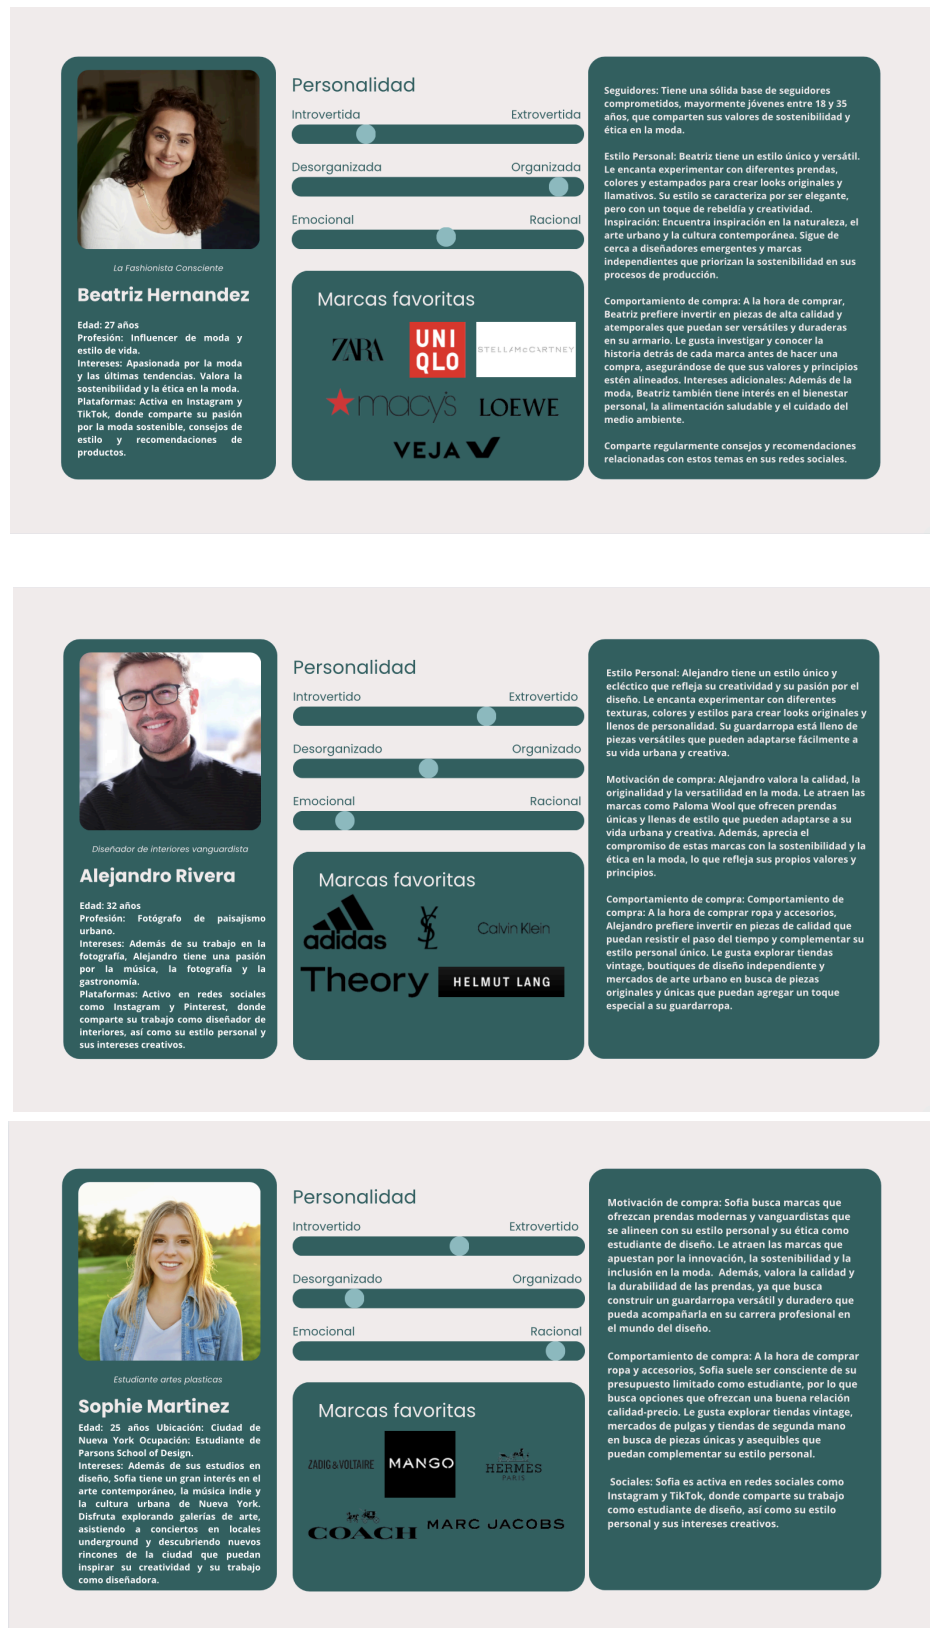 La Fashionista Consciente
Beatriz Hernandez
Edad: 27 años
Profesión: Influencer de moda y
estilo de vida.
Intereses: Apasionada por la moda
y las últimas tendencias. Valora la
sostenibilidad y la ética en la moda.
Plataformas: Activa en Instagram y
TikTok, donde comparte su pasión
por la moda sostenible, consejos de
estilo y recomendaciones de
productos.
Personalidad
Introvertida Extrovertida
Desorganizada Organizada
Emocional Racional
Marcas favoritas
ZARA
UNI
QLO
STELLA McCARTNEY
macy's
LOEWE
VEJA
Seguidores: Tiene una sólida base de seguidores
comprometidos, mayormente jóvenes entre 18 y 35
años, que comparten sus valores de sostenibilidad y
ética en la moda.
Estilo Personal: Beatriz tiene un estilo único y versátil.
Le encanta experimentar con diferentes prendas,
colores y estampados para crear looks originales y
llamativos. Su estilo se caracteriza por ser elegante,
pero con un toque de rebeldía y creatividad.
Inspiración: Encuentra inspiración en la naturaleza, el
arte urbano y la cultura contemporánea. Sigue de
cerca a diseñadores emergentes y marcas
independientes que priorizan la sostenibilidad en sus
procesos de producción.
Comportamiento de compra: A la hora de comprar,
Beatriz prefiere invertir en piezas de alta calidad y
atemporales que puedan ser versátiles y duraderas
en su armario. Le gusta investigar y conocer la
historia detrás de cada marca antes de hacer una
compra, asegurándose de que sus valores y principios
estén alineados. Intereses adicionales: Además de la
moda, Beatriz también tiene interés en el bienestar
personal, la alimentación saludable y el cuidado del
medio ambiente.
Comparte regularmente consejos y recomendaciones
relacionadas con estos temas en sus redes sociales.
Diseñador de interiores vanguardista
Alejandro Rivera
Edad: 32 años
Profesión: Fotógrafo de paisajismo
urbano.
Intereses: Además de su trabajo en la
fotografía, Alejandro tiene una pasión
por la música, la fotografía y la
gastronomía.
Plataformas: Activo en redes sociales
como Instagram y Pinterest, donde
comparte su trabajo como diseñador de
interiores, así como su estilo personal y
sus intereses creativos.
Personalidad
Introvertido Extrovertido
Desorganizado Organizado
Emocional Racional
Marcas favoritas
adidas
YSL
Calvin Klein
Theory
HELMUT LANG
Estilo Personal: Alejandro tiene un estilo único y
ecléctico que refleja su creatividad y su pasión por el
diseño. Le encanta experimentar con diferentes
texturas, colores y estilos para crear looks originales y
llenos de personalidad. Su guardarropa está lleno de
piezas versátiles que pueden adaptarse fácilmente a
su vida urbana y creativa.
Motivación de compra: Alejandro valora la calidad, la
originalidad y la versatilidad en la moda. Le atraen las
marcas como Paloma Wool que ofrecen prendas
únicas y llenas de estilo que pueden adaptarse a su
vida urbana y creativa. Además, aprecia el
compromiso de estas marcas con la sostenibilidad y la
ética en la moda, lo que refleja sus propios valores y
principios.
Comportamiento de compra: Comportamiento de
compra: A la hora de comprar ropa y accesorios,
Alejandro prefiere invertir en piezas de calidad que
puedan resistir el paso del tiempo y complementar su
estilo personal único. Le gusta explorar tiendas
vintage, boutiques de diseño independiente y
mercados de arte urbano en busca de piezas
originales y únicas que puedan agregar un toque
especial a su guardarropa.
Estudiante artes plasticas
Sophie Martinez
Edad: 25 años Ubicación: Ciudad de
Nueva York Ocupación: Estudiante de
Parsons School of Design.
Intereses: Además de sus estudios en
diseño, Sofia tiene un gran interés en el
arte contemporáneo, la música indie y
la cultura urbana de Nueva York.
Disfruta explorando galerías de arte,
asistiendo a conciertos en locales
underground y descubriendo nuevos
rincones de la ciudad que puedan
inspirar su creatividad y su trabajo
como diseñadora.
Personalidad
Introvertido Extrovertido
Desorganizado Organizado
Emocional Racional
Marcas favoritas
ZADIG & VOLTAIRE
MANGO
HERMÈS
PARIS
COACH
MARC JACOBS
Motivación de compra: Sofia busca marcas que
ofrezcan prendas modernas y vanguardistas que
se alineen con su estilo personal y su ética como
estudiante de diseño. Le atraen las marcas que
apuestan por la innovación, la sostenibilidad y la
inclusión en la moda. Además, valora la calidad y
la durabilidad de las prendas, ya que busca
construir un guardarropa versátil y duradero que
pueda acompañarla en su carrera profesional en
el mundo del diseño.
Comportamiento de compra: A la hora de comprar
ropa y accesorios, Sofia suele ser consciente de su
presupuesto limitado como estudiante, por lo que
busca opciones que ofrezcan una buena relación
calidad-precio. Le gusta explorar tiendas vintage,
mercados de pulgas y tiendas de segunda mano
en busca de piezas únicas y asequibles que
puedan complementar su estilo personal.
Sociales: Sofia es activa en redes sociales como
Instagram y TikTok, donde comparte su trabajo
como estudiante de diseño, así como su estilo
personal y sus intereses creativos.